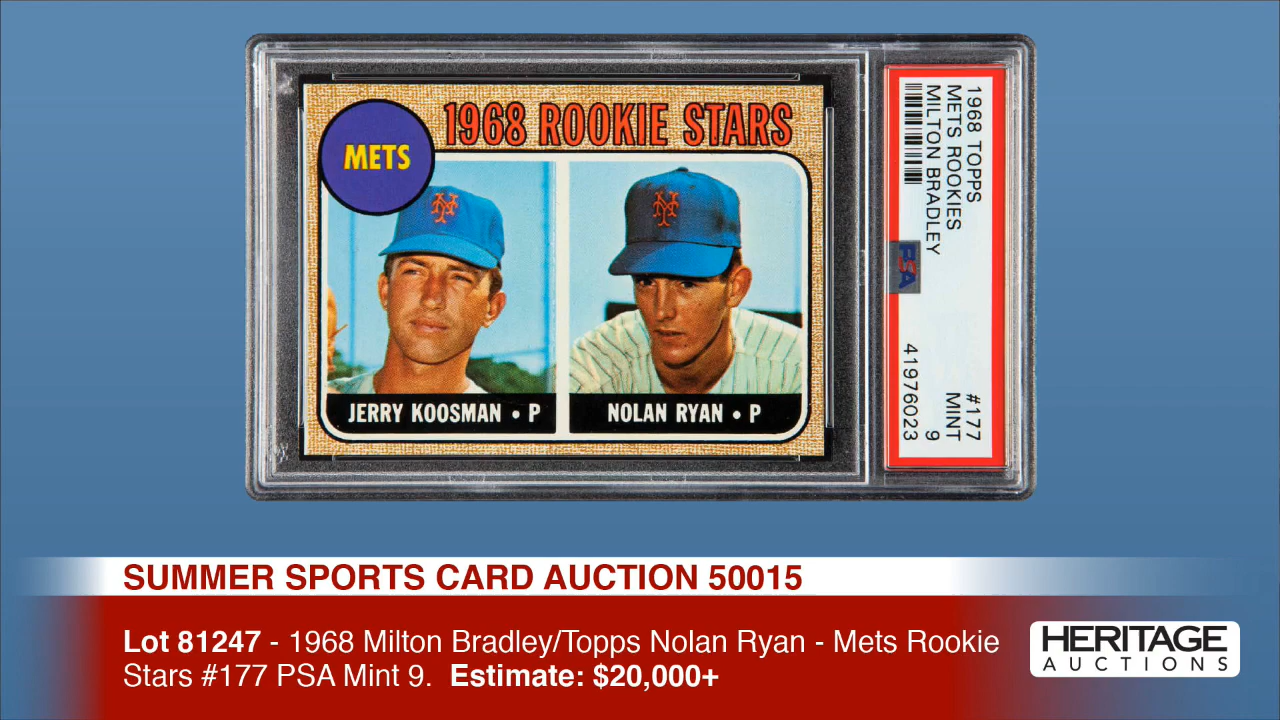 METS
1968 ROOKIE STARS
JERRY KOOSMAN • P
NOLAN RYAN • P
1968 TOPPS
METS ROOKIES
MILTON BRADLEY
#177
MINT
9
41976023
PSA
SUMMER SPORTS CARD AUCTION 50015
Lot 81247 - 1968 Milton Bradley/Topps Nolan Ryan - Mets Rookie
Stars #177 PSA Mint 9. Estimate: $20,000+
HERITAGE
AUCTIONS